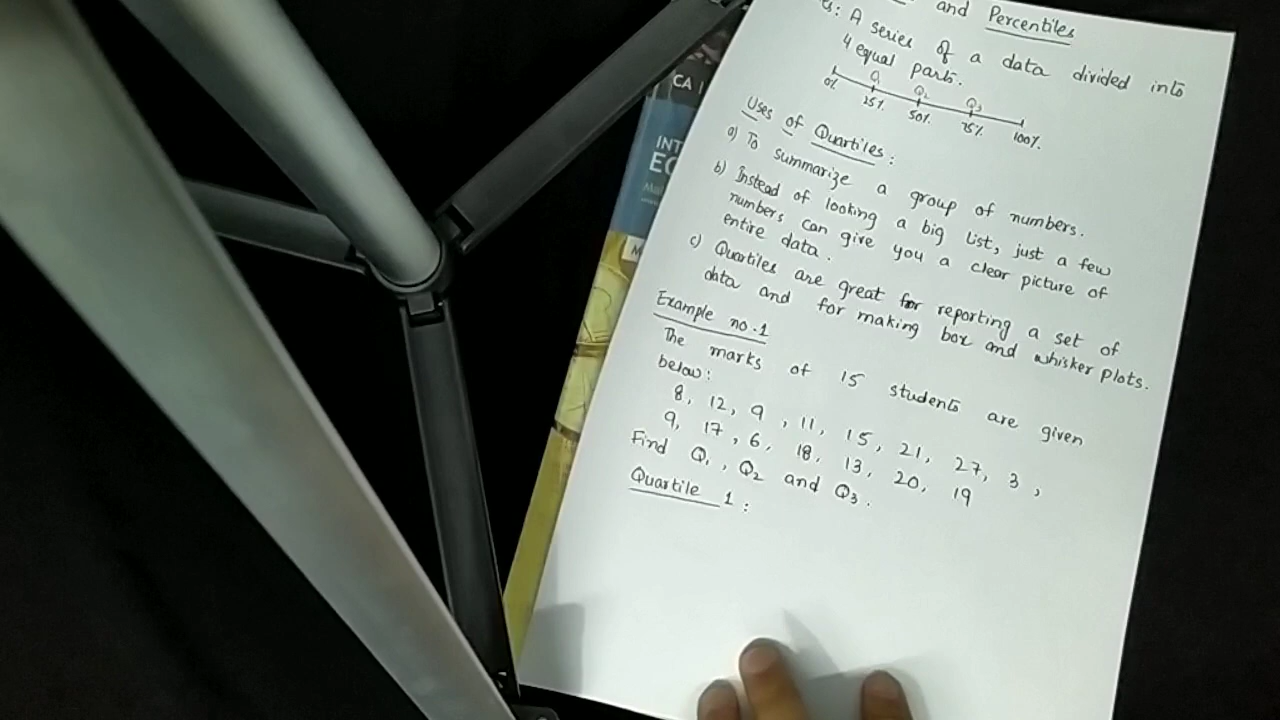 and Percentiles
: A series of a data divided into
4 equal parts.
0% Q1 25% Q2 50% Q3 75% 100%
Uses of Quartiles:
a) To summarize a group of numbers.
b) Instead of looking a big list, just a few
numbers can give you a clear picture of
entire data.
c) Quartiles are great for reporting a set of
data and for making box and whisker plots.
Example no.1
The marks of 15 students are given
below:
8, 12, 9, 11, 15, 21, 27, 3,
9, 17, 6, 18, 13, 20, 19
Find Q1, Q2 and Q3.
Quartile 1:
CA
INT